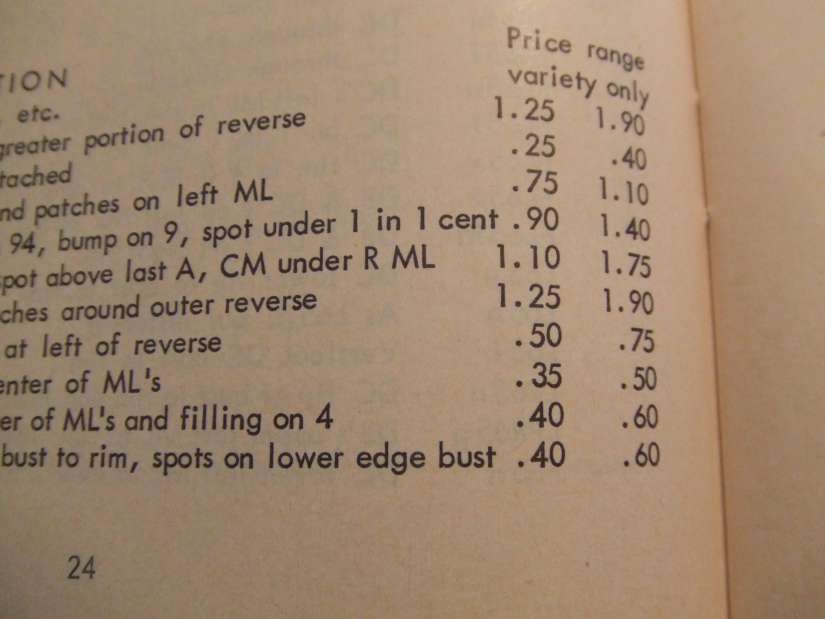 Price range
TION variety only
etc.
greater portion of reverse 1.25 1.90
tached .25 .40
nd patches on left ML .75 1.10
94, bump on 9, spot under 1 in 1 cent .90 1.40
pot above last A, CM under R ML 1.10 1.75
ches around outer reverse 1.25 1.90
at left of reverse .50 .75
enter of ML's .35 .50
er of ML's and filling on 4 .40 .60
bust to rim, spots on lower edge bust .40 .60
24